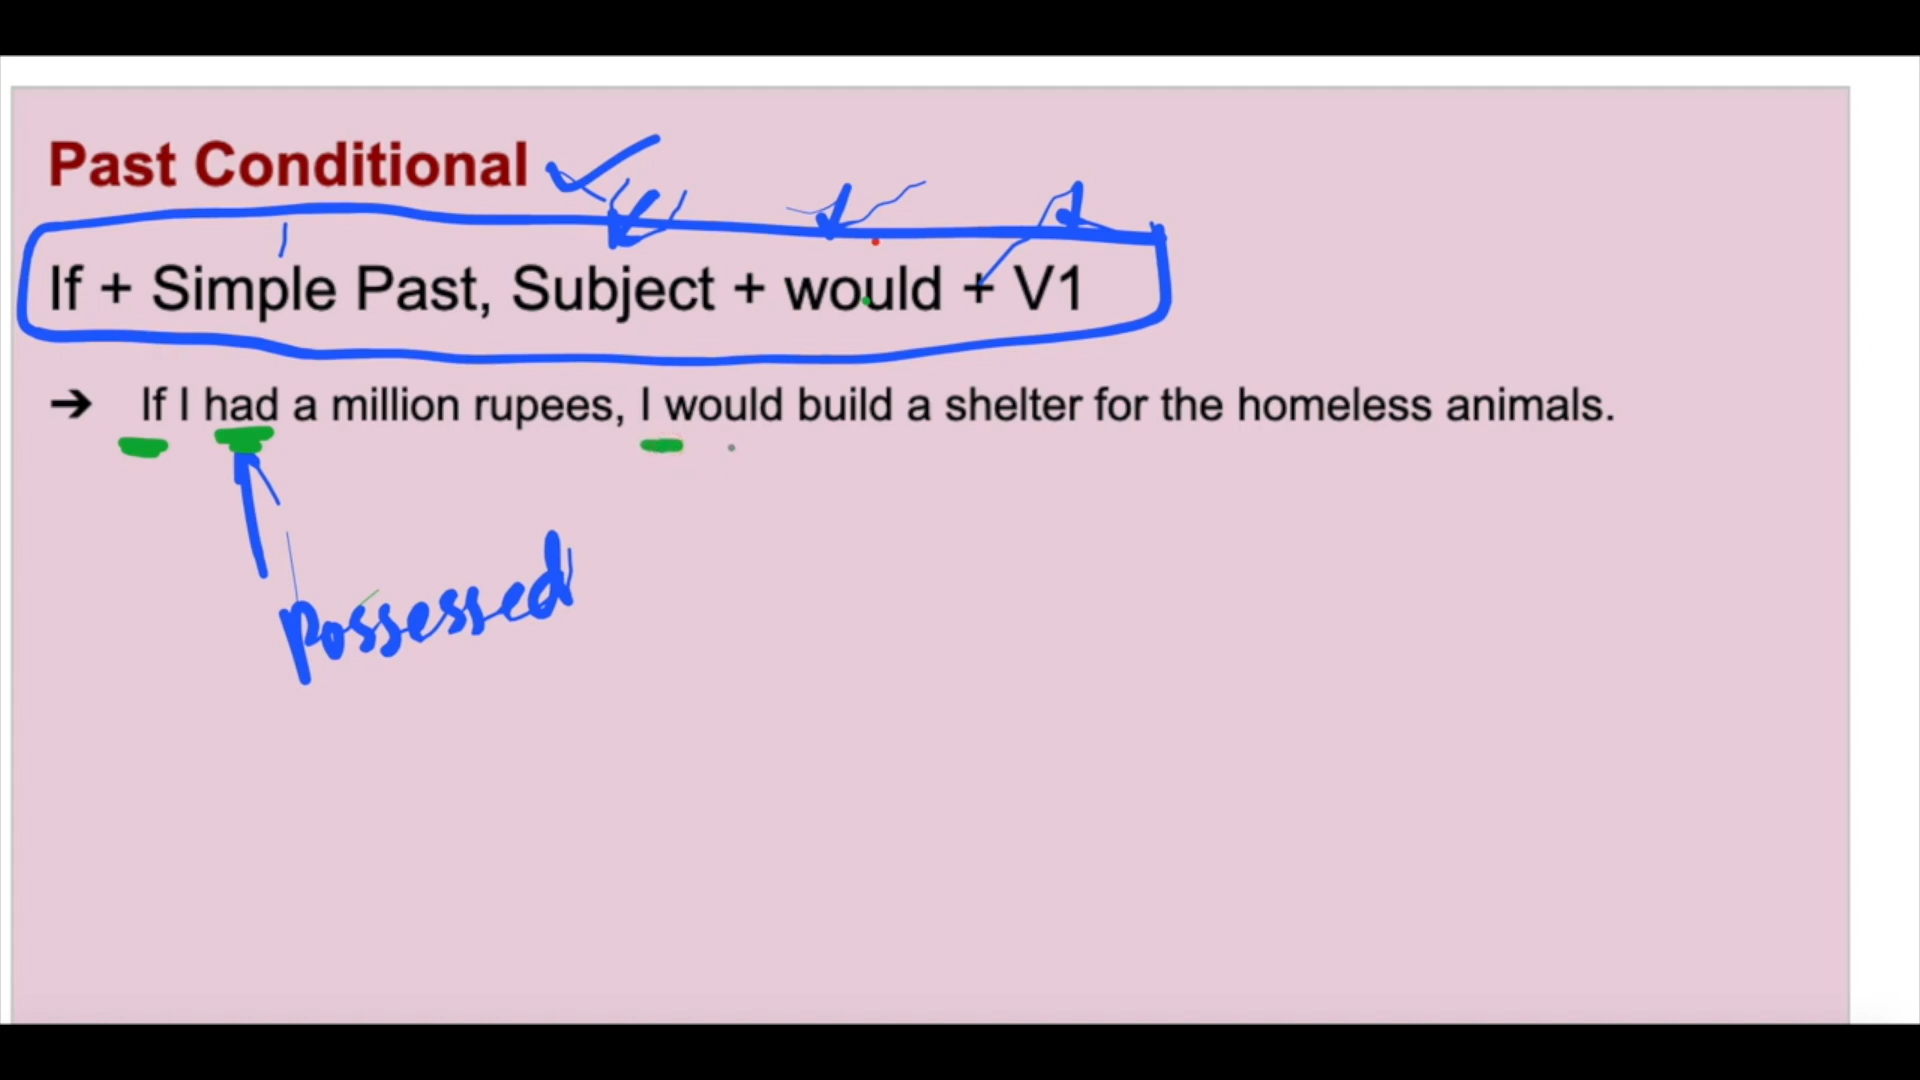 Past Conditional
If + Simple Past, Subject + would + V1
➔ If I had a million rupees, I would build a shelter for the homeless animals.
possessed